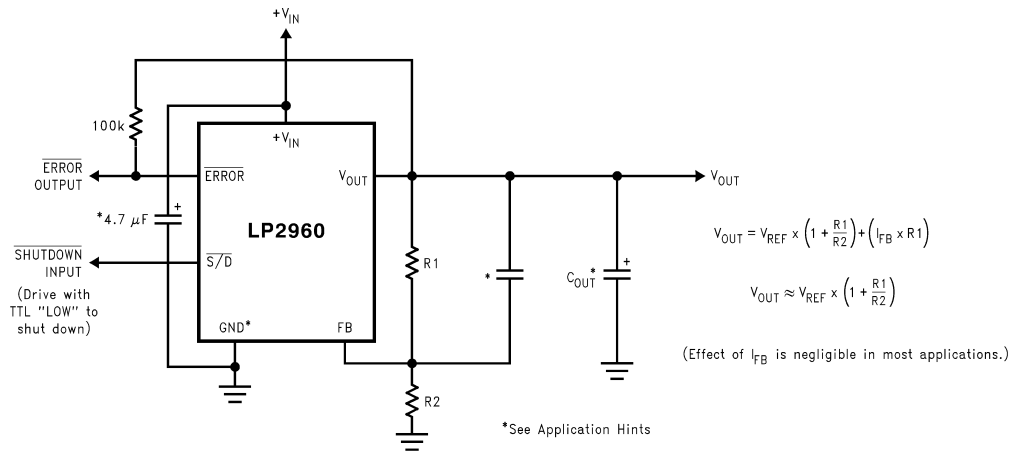 +VIN
100k
+VIN
ERROR
OUTPUT
ERROR
VOUT
VOUT
*4.7 μF
+
LP2960
SHUTDOWN
INPUT
S/D
(Drive with
TTL "LOW" to
shut down)
GND*
FB
R1
*
COUT*
+
R2
VOUT = VREF x (1 + R1/R2) + (IFB x R1)
VOUT ≈ VREF x (1 + R1/R2)
(Effect of IFB is negligible in most applications.)
*See Application Hints